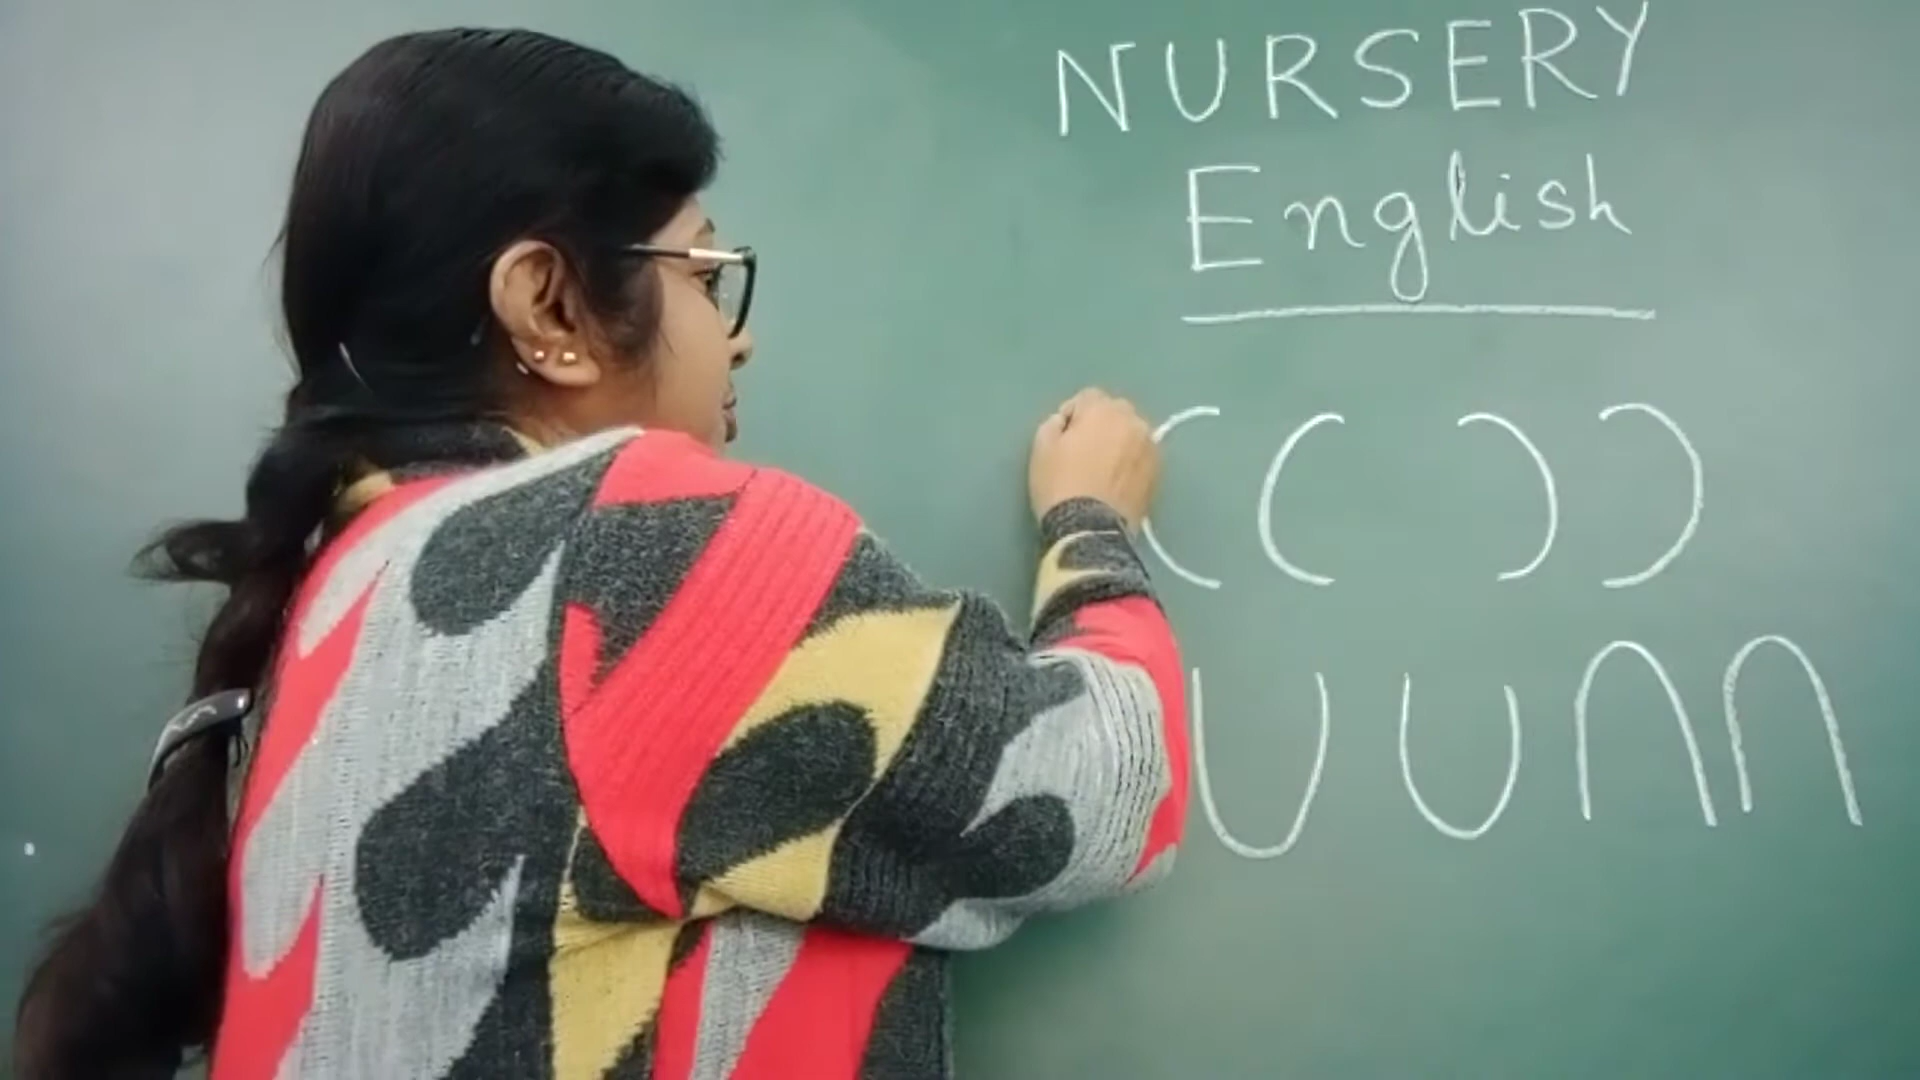 NURSERY
English
( ( ) )
U U ∩ ∩